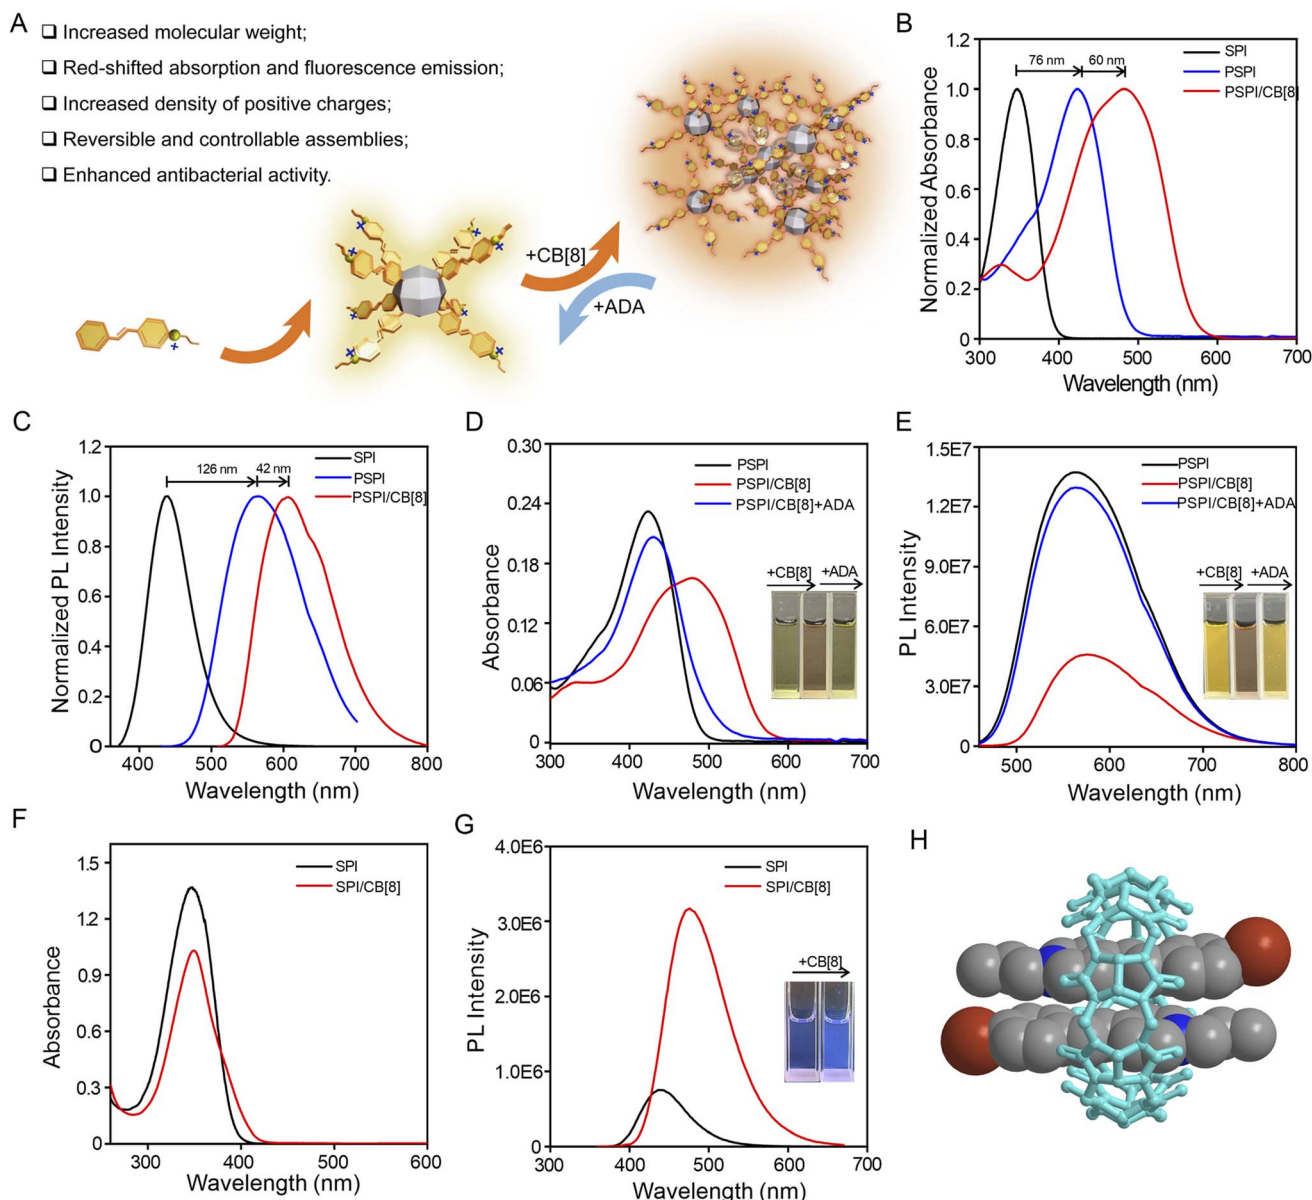 A
❑ Increased molecular weight;
❑ Red-shifted absorption and fluorescence emission;
❑ Increased density of positive charges;
❑ Reversible and controllable assemblies;
❑ Enhanced antibacterial activity.
+CB[8]
+ADA
B
Normalized Absorbance
1.2
1.0
0.8
0.6
0.4
0.2
0
76 nm
60 nm
SPI
PSPI
PSPI/CB[8]
300 400 500 600 700
Wavelength (nm)
C
Normalized PL Intensity
1.2
1.0
0.8
0.6
0.4
0.2
0
126 nm
42 nm
SPI
PSPI
PSPI/CB[8]
400 500 600 700 800
Wavelength (nm)
D
Absorbance
0.30
0.24
0.18
0.12
0.06
0
PSPI
PSPI/CB[8]
PSPI/CB[8]+ADA
+CB[8] +ADA
300 400 500 600 700
Wavelength (nm)
E
PL Intensity
1.5E7
1.2E7
9.0E7
6.0E7
3.0E7
0
PSPI
PSPI/CB[8]
PSPI/CB[8]+ADA
+CB[8] +ADA
500 600 700 800
Wavelength (nm)
F
Absorbance
1.5
1.2
0.9
0.6
0.3
0
SPI
SPI/CB[8]
300 400 500 600
Wavelength (nm)
G
PL Intensity
4.0E6
3.0E6
2.0E6
1.0E6
0
SPI
SPI/CB[8]
+CB[8]
300 400 500 600 700
Wavelength (nm)
H